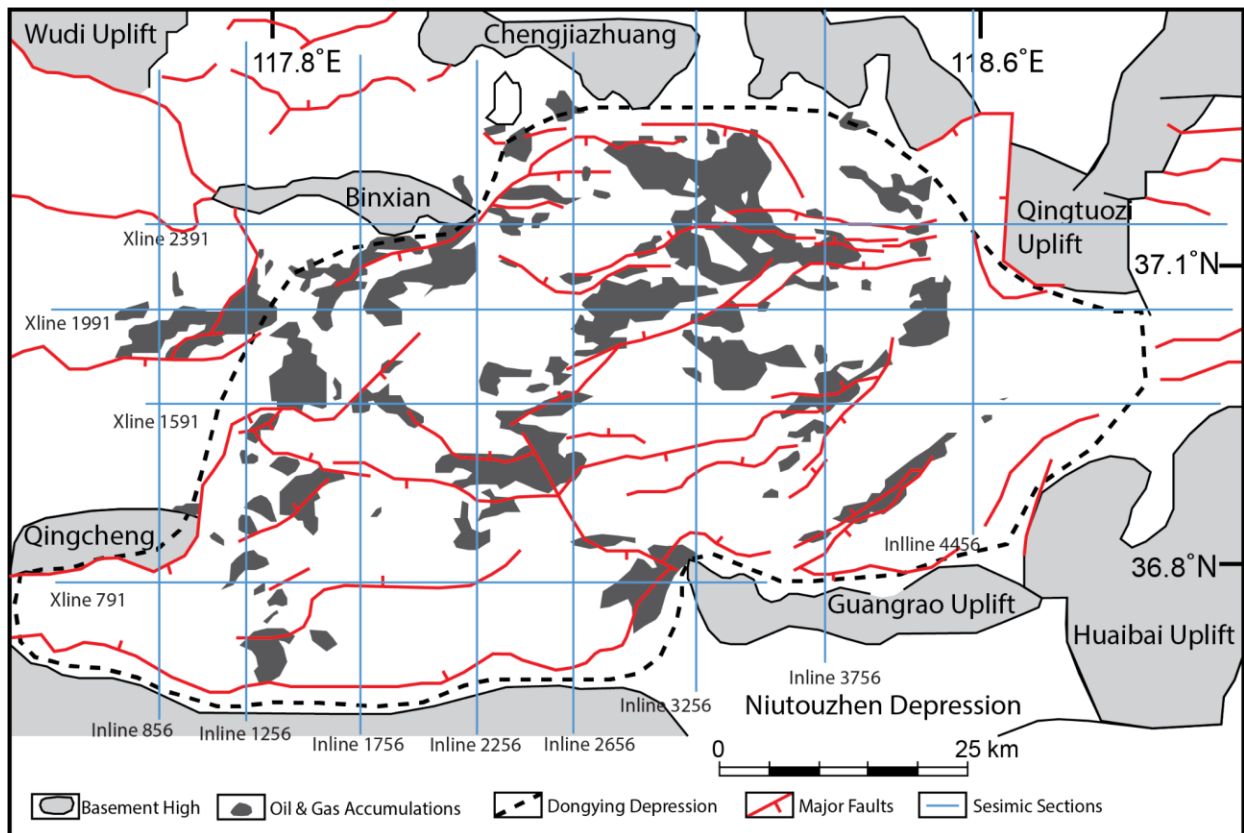 Wudi Uplift
Chengjiazhuang
117.8˚E
118.6˚E
Binxian
Qingtuozi
Uplift
Xline 2391
37.1˚N
Xline 1991
Xline 1591
Qingcheng
Inlline 4456
36.8˚N
Xline 791
Guangrao Uplift
Huaibai Uplift
Inline 3756
Inline 3256
Niutouzhen Depression
Inline 856
Inline 1256
Inline 1756
Inline 2256
Inline 2656
0 25 km
Basement High
Oil & Gas Accumulations
Dongying Depression
Major Faults
Sesimic Sections